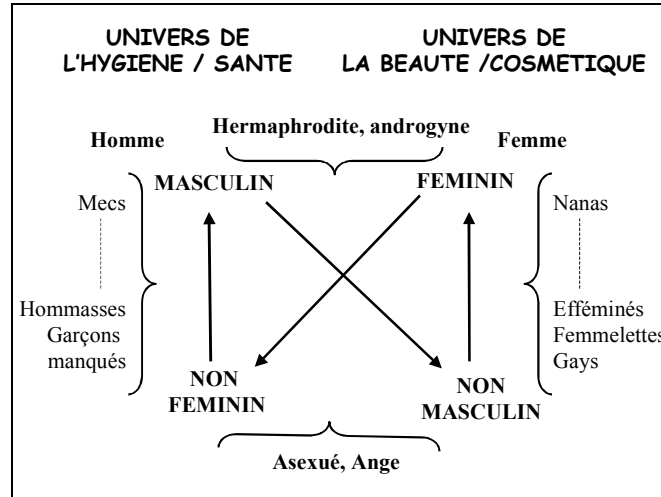 UNIVERS DE
L'HYGIENE / SANTE
UNIVERS DE
LA BEAUTE /COSMETIQUE
Hermaphrodite, androgyne
Homme
Femme
MASCULIN
FEMININ
Mecs
Nanas
Hommasses
Garçons
manqués
Efféminés
Femmelettes
Gays
NON
FEMININ
NON
MASCULIN
Asexué, Ange